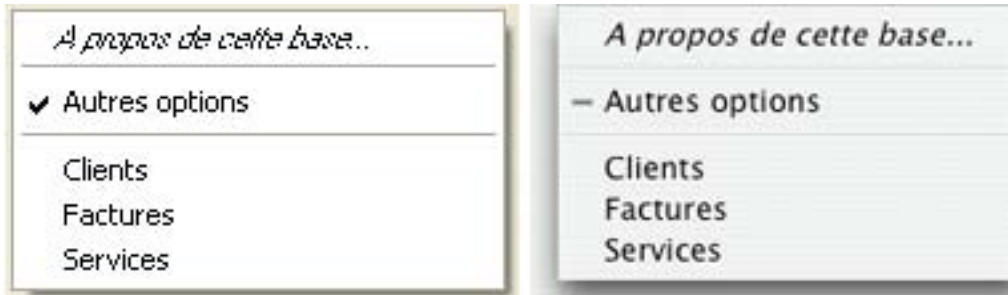 A propos de cette base...
Autres options
Clients
Factures
Services
A propos de cette base...
Autres options
Clients
Factures
Services